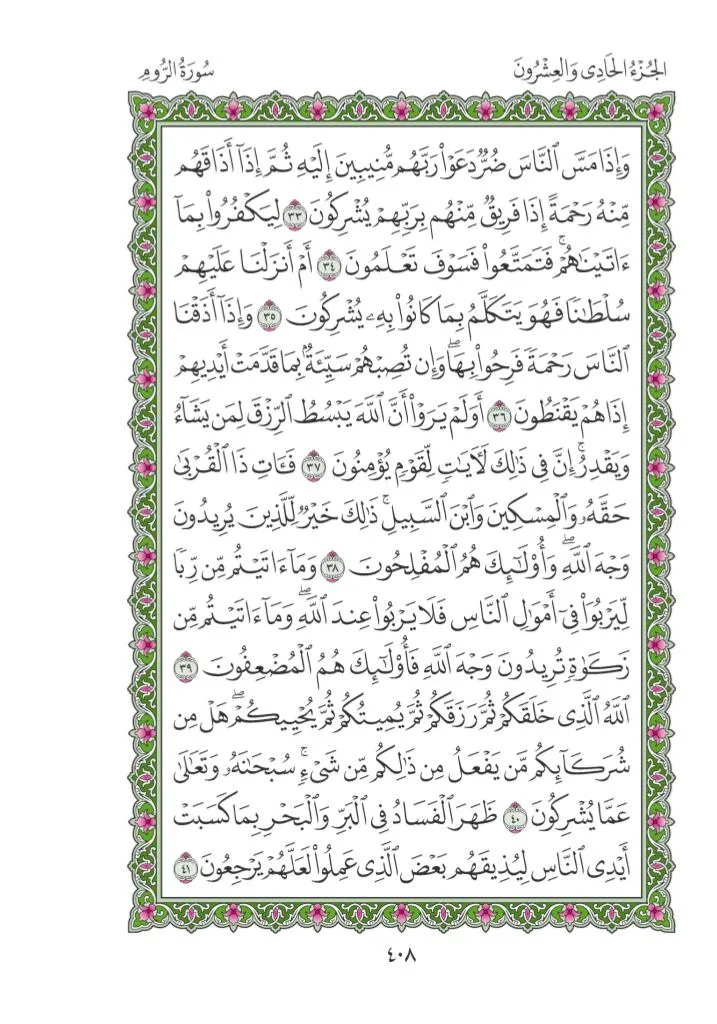 الجُزْءُ الحَادِى وَالعِشْرُونَ
سُورَةُ الرُّومِ
وَإِذَا مَسَّ ٱلنَّاسَ ضُرٌّ دَعَوْا۟ رَبَّهُم مُّنِيبِينَ إِلَيْهِ ثُمَّ إِذَآ أَذَاقَهُم
مِّنْهُ رَحْمَةً إِذَا فَرِيقٌ مِّنْهُم بِرَبِّهِمْ يُشْرِكُونَ ٣٣ لِيَكْفُرُوا۟ بِمَآ
ءَاتَيْنَٰهُمْ ۚ فَتَمَتَّعُوا۟ فَسَوْفَ تَعْلَمُونَ ٣٤ أَمْ أَنزَلْنَا عَلَيْهِمْ
سُلْطَٰنًا فَهُوَ يَتَكَلَّمُ بِمَا كَانُوا۟ بِهِۦ يُشْرِكُونَ ٣٥ وَإِذَآ أَذَقْنَا
ٱلنَّاسَ رَحْمَةً فَرِحُوا۟ بِهَا ۖ وَإِن تُصِبْهُمْ سَيِّئَةٌۢ بِمَا قَدَّمَتْ أَيْدِيهِمْ
إِذَا هُمْ يَقْنَطُونَ ٣٦ أَوَلَمْ يَرَوْا۟ أَنَّ ٱللَّهَ يَبْسُطُ ٱلرِّزْقَ لِمَن يَشَآءُ
وَيَقْدِرُ ۚ إِنَّ فِى ذَٰلِكَ لَءَايَٰتٍ لِّقَوْمٍ يُؤْمِنُونَ ٣٧ فَـَٔاتِ ذَا ٱلْقُرْبَىٰ
حَقَّهُۥ وَٱلْمِسْكِينَ وَٱبْنَ ٱلسَّبِيلِ ۚ ذَٰلِكَ خَيْرٌ لِّلَّذِينَ يُرِيدُونَ
وَجْهَ ٱللَّهِ ۖ وَأُو۟لَٰٓئِكَ هُمُ ٱلْمُفْلِحُونَ ٣٨ وَمَآ ءَاتَيْتُم مِّن رِّبًا
لِّيَرْبُوَا۟ فِىٓ أَمْوَٰلِ ٱلنَّاسِ فَلَا يَرْبُوا۟ عِندَ ٱللَّهِ ۖ وَمَآ ءَاتَيْتُم مِّن
زَكَوٰةٍ تُرِيدُونَ وَجْهَ ٱللَّهِ فَأُو۟لَٰٓئِكَ هُمُ ٱلْمُضْعِفُونَ ٣٩
ٱللَّهُ ٱلَّذِى خَلَقَكُمْ ثُمَّ رَزَقَكُمْ ثُمَّ يُمِيتُكُمْ ثُمَّ يُحْيِيكُمْ ۖ هَلْ مِن
شُرَكَآئِكُم مَّن يَفْعَلُ مِن ذَٰلِكُم مِّن شَىْءٍ ۚ سُبْحَٰنَهُۥ وَتَعَٰلَىٰ
عَمَّا يُشْرِكُونَ ٤٠ ظَهَرَ ٱلْفَسَادُ فِى ٱلْبَرِّ وَٱلْبَحْرِ بِمَا كَسَبَتْ
أَيْدِى ٱلنَّاسِ لِيُذِيقَهُم بَعْضَ ٱلَّذِى عَمِلُوا۟ لَعَلَّهُمْ يَرْجِعُونَ ٤١
٤٠٨